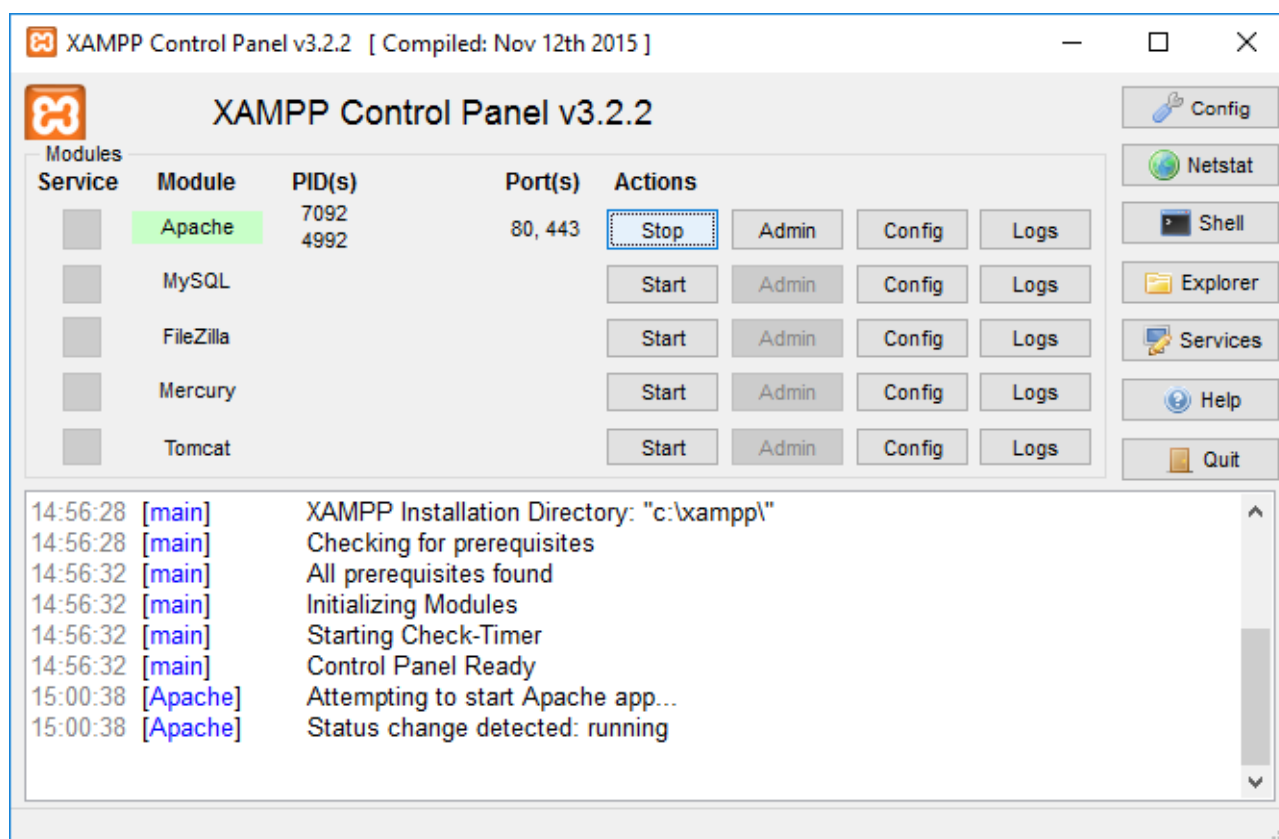 XAMPP Control Panel v3.2.2 [ Compiled: Nov 12th 2015 ]
XAMPP Control Panel v3.2.2
Config
Modules
Netstat
Service Module PID(s) Port(s) Actions
Apache 7092 4992 80, 443 Stop Admin Config Logs
Shell
MySQL Start Admin Config Logs
Explorer
FileZilla Start Admin Config Logs
Services
Mercury Start Admin Config Logs
Help
Tomcat Start Admin Config Logs
Quit
14:56:28 [main] XAMPP Installation Directory: "c:\xampp\"
14:56:28 [main] Checking for prerequisites
14:56:32 [main] All prerequisites found
14:56:32 [main] Initializing Modules
14:56:32 [main] Starting Check-Timer
14:56:32 [main] Control Panel Ready
15:00:38 [Apache] Attempting to start Apache app...
15:00:38 [Apache] Status change detected: running